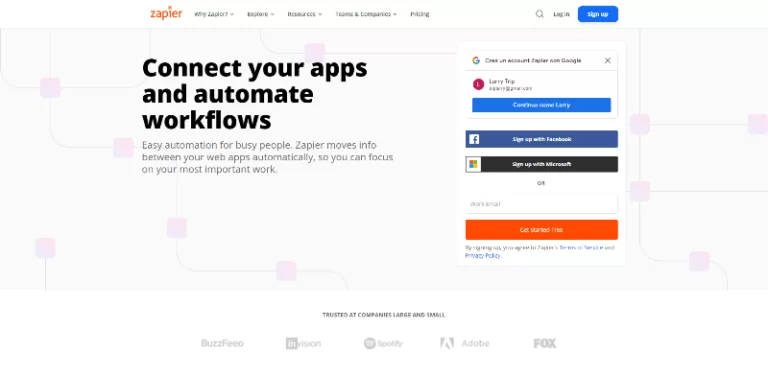 zapier
Why Zapier?
Explore
Resources
Teams & Companies
Pricing
Log in
Sign up
Connect your apps
and automate
workflows
Easy automation for busy people. Zapier moves info
between your web apps automatically, so you can focus
on your most important work.
Crea un account Zapier con Google
L
Larry Trip
Continua come Larry
Sign up with Facebook
Sign up with Microsoft
OR
Work Email
Get Started Free
By signing up, you agree to Zapier's Terms of Service and
Privacy Policy.
TRUSTED AT COMPANIES LARGE AND SMALL
BuzzFeed
invision
Spotify
Adobe
FOX